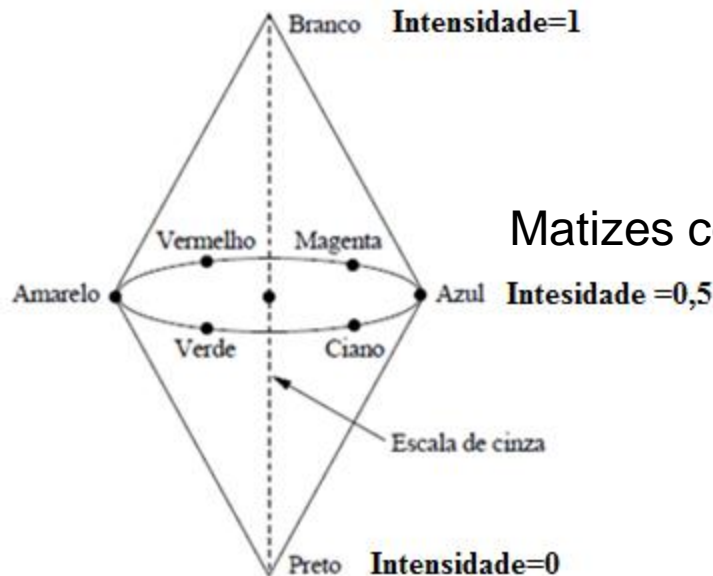 Branco Intensidade=1
Vermelho Magenta
Matizes c
Amarelo Azul Intesidade =0,5
Verde Ciano
Escala de cinza
Preto Intensidade=0